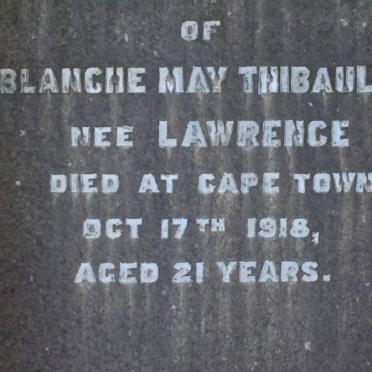 OF
BLANCHE MAY THIBAUL
NEE LAWRENCE
DIED AT CAPE TOWN
OCT 17TH 1918,
AGED 21 YEARS.